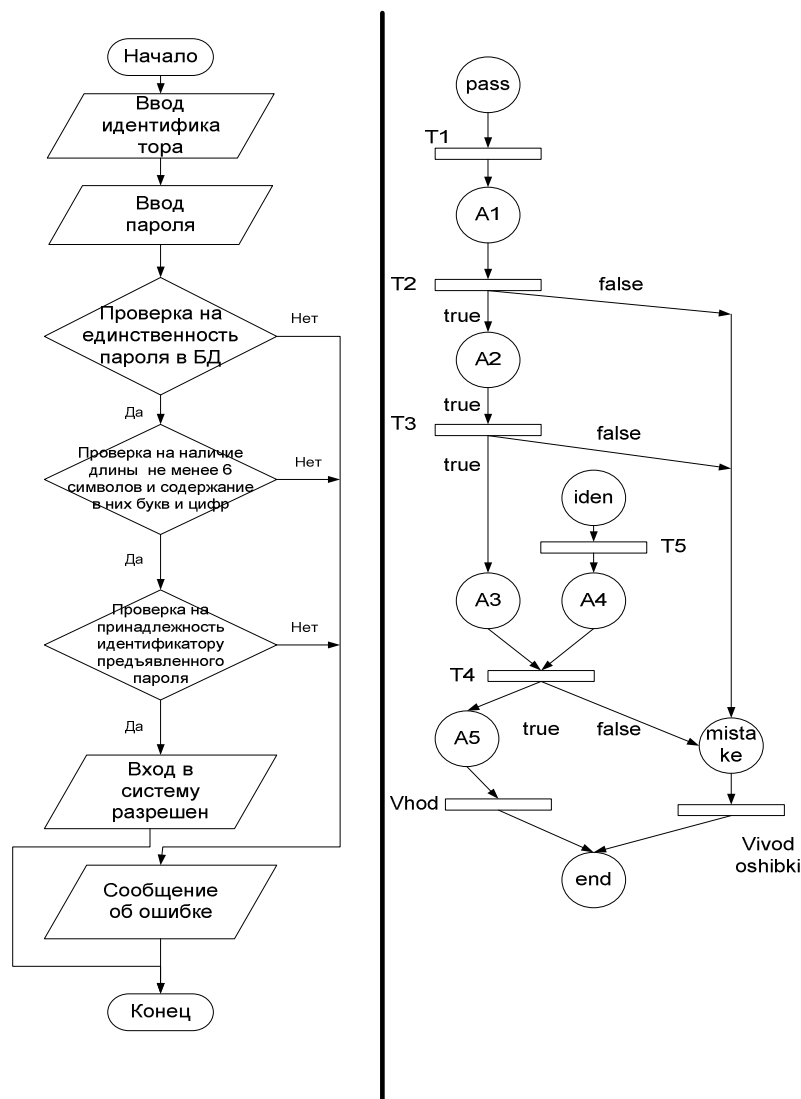 Начало
Ввод
идентифика
тора
Ввод
пароля
Проверка на
единственность
пароля в БД
Нет
Да
Проверка на наличие
длины не менее 6
символов и содержание
в них букв и цифр
Нет
Да
Проверка на
принадлежность
идентификатору
предъявленного
пароля
Нет
Да
Вход в
систему
разрешен
Сообщение
об ошибке
Конец
pass
T1
A1
T2
false
true
A2
true
T3
false
true
iden
T5
A3
A4
T4
true
false
A5
mista
ke
Vhod
Vivod
oshibki
end